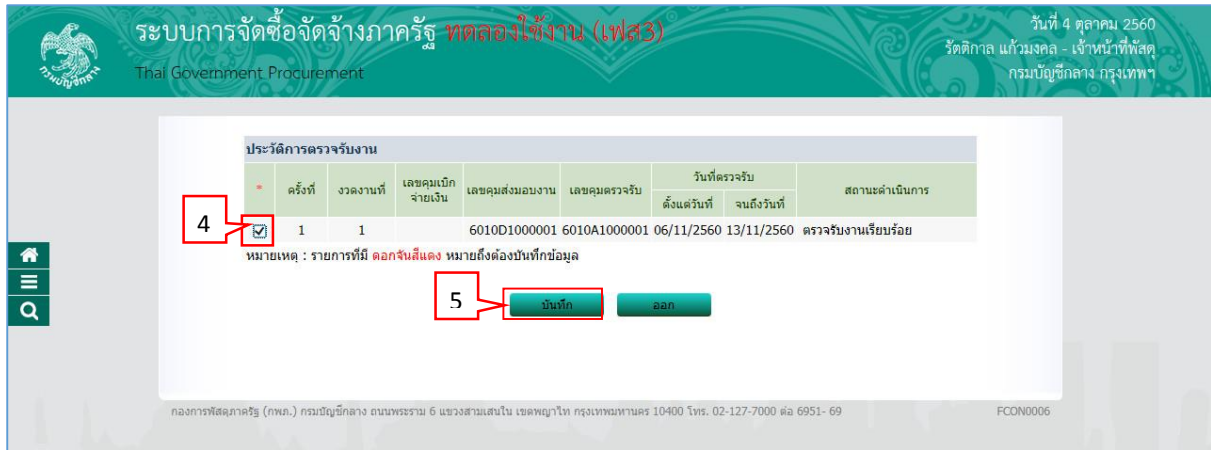 ระบบการจัดซื้อจัดจ้างภาครัฐ ทดลองใช้งาน (เฟส3)
Thai Government Procurement
วันที่ 4 ตุลาคม 2560
รัตติกาล แก้วมงคล - เจ้าหน้าที่พัสดุ
กรมบัญชีกลาง กรุงเทพฯ
ประวัติการตรวจรับงาน
* ครั้งที่ งวดงานที่ เลขคุมเบิกจ่ายเงิน เลขคุมส่งมอบงาน เลขคุมตรวจรับ วันที่ตรวจรับ สถานะดำเนินการ
ตั้งแต่วันที่ จนถึงวันที่
4
1 1 6010D1000001 6010A1000001 06/11/2560 13/11/2560 ตรวจรับงานเรียบร้อย
หมายเหตุ : รายการที่มี ดอกจันสีแดง หมายถึงต้องบันทึกข้อมูล
5
บันทึก ออก
กองการพัสดุภาครัฐ (กพภ.) กรมบัญชีกลาง ถนนพระราม 6 แขวงสามเสนใน เขตพญาไท กรุงเทพมหานคร 10400 โทร. 02-127-7000 ต่อ 6951- 69 FCON0006